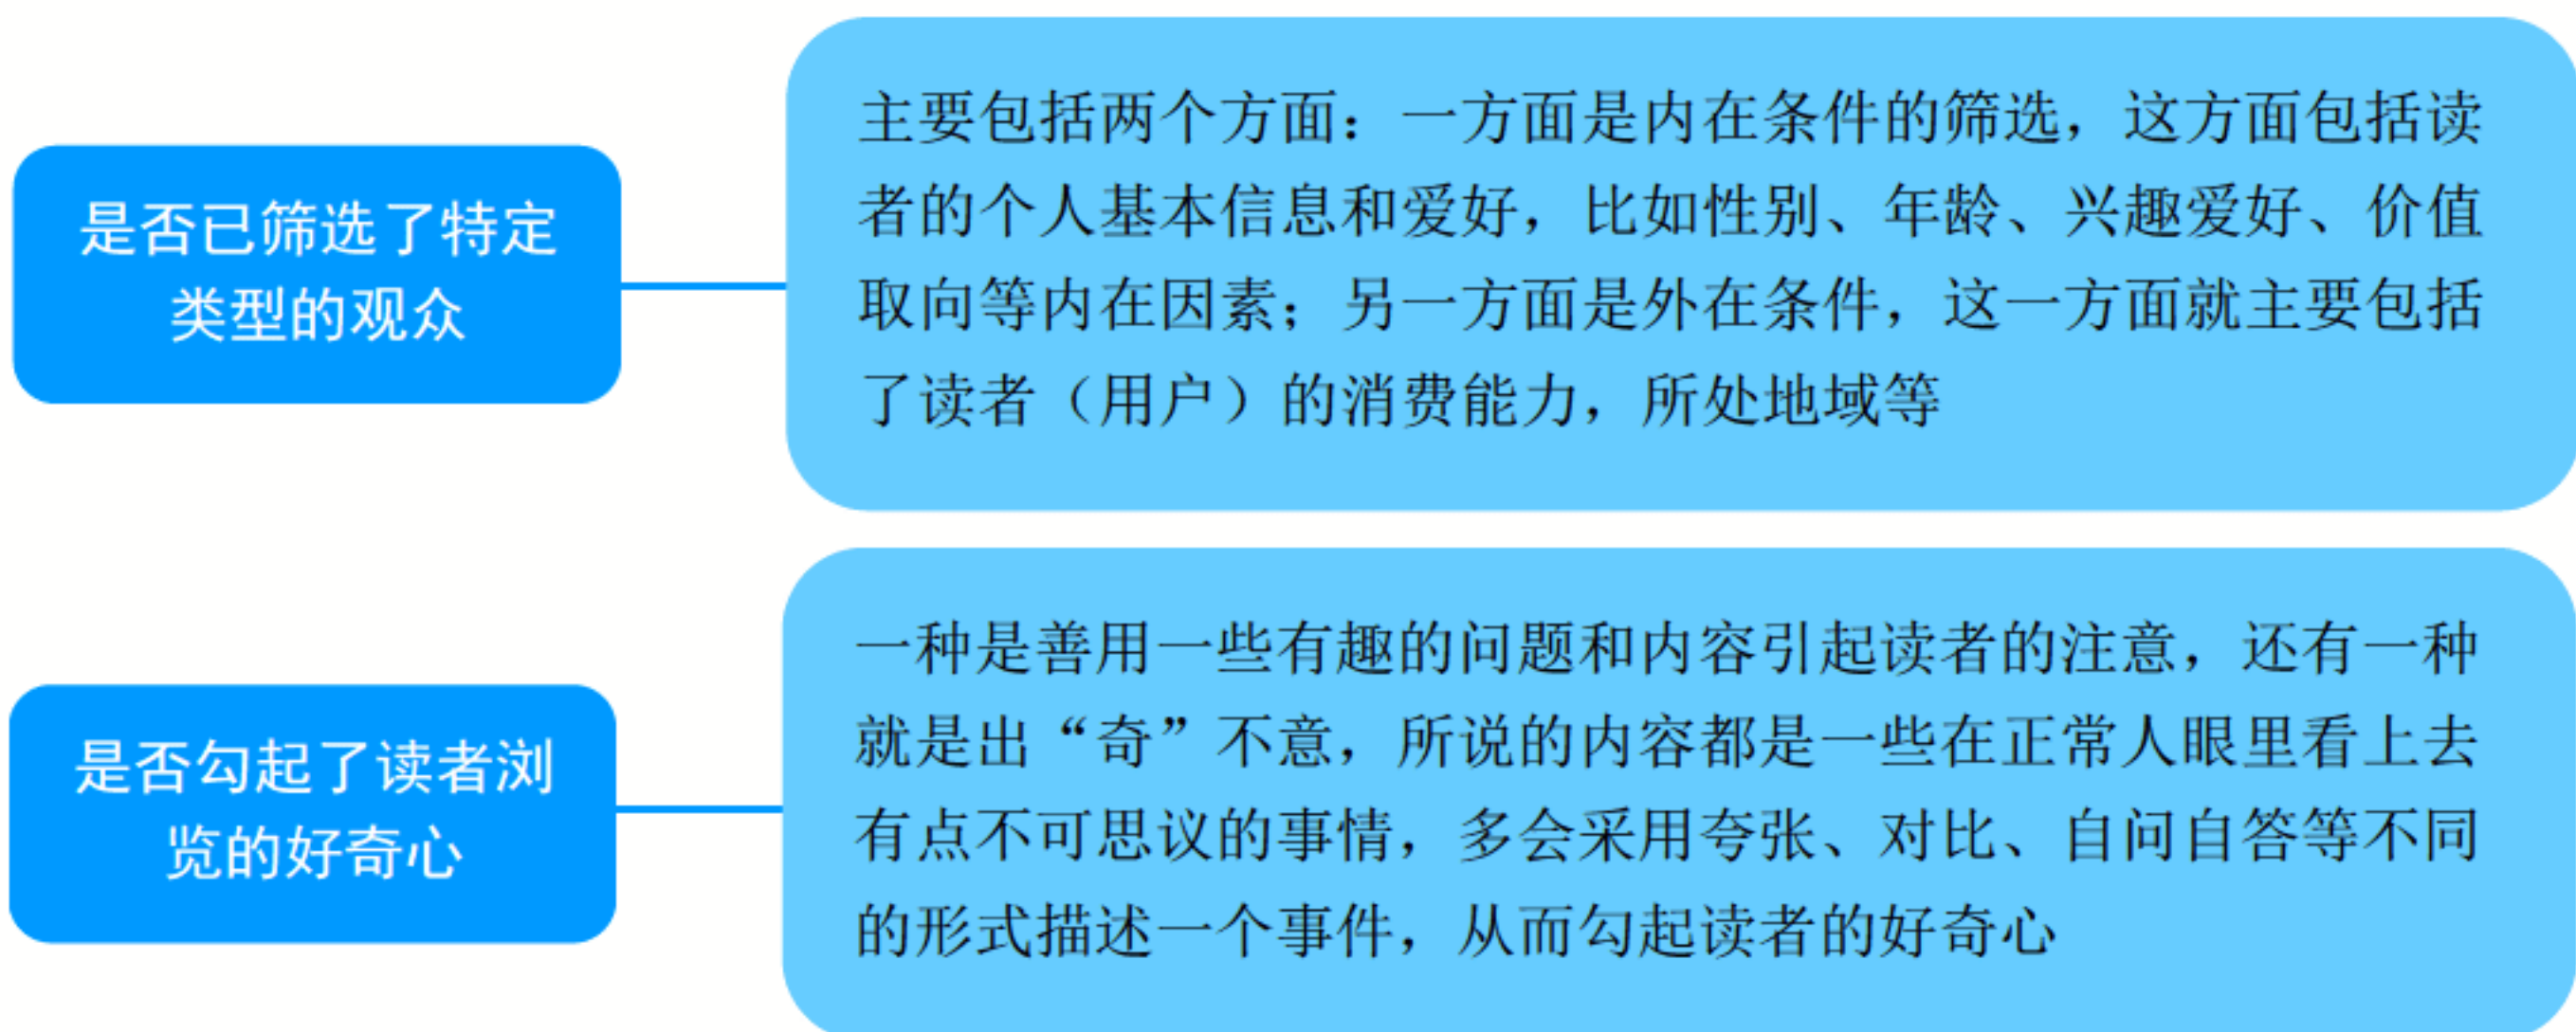 是否已筛选了特定
类型的观众
主要包括两个方面：一方面是内在条件的筛选，这方面包括读
者的个人基本信息和爱好，比如性别、年龄、兴趣爱好、价值
取向等内在因素；另一方面是外在条件，这一方面就主要包括
了读者（用户）的消费能力，所处地域等
是否勾起了读者浏
览的好奇心
一种是善用一些有趣的问题和内容引起读者的注意，还有一种
就是出“奇”不意，所说的内容都是一些在正常人眼里看上去
有点不可思议的事情，多会采用夸张、对比、自问自答等不同
的形式描述一个事件，从而勾起读者的好奇心